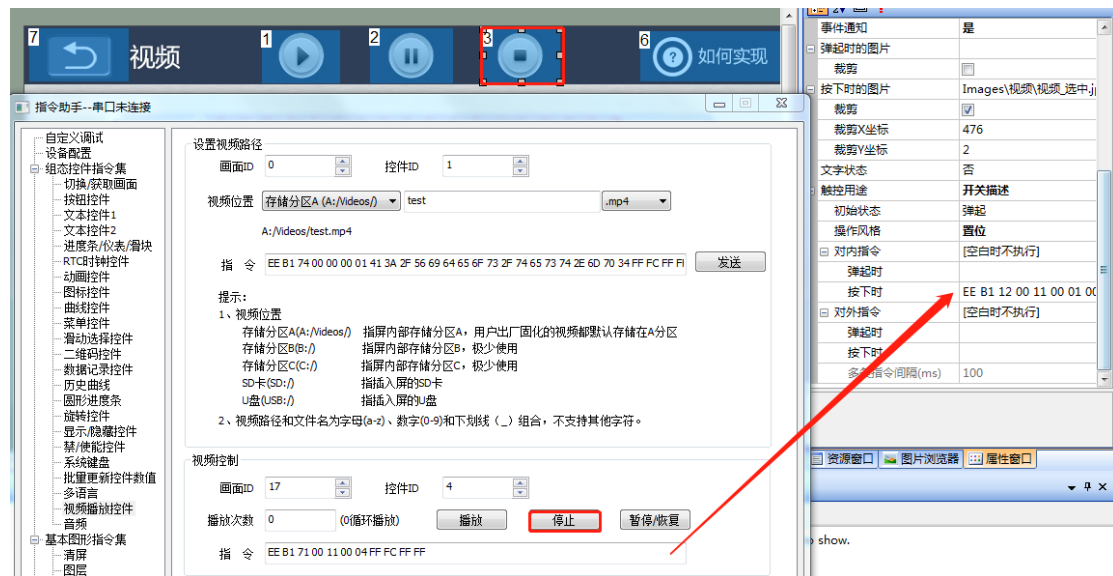 7
视频
1
2
3
6
如何实现
指令助手--串口未连接
自定义调试
设备配置
组态控件指令集
切换/获取画面
按钮控件
文本控件1
文本控件2
进度条/仪表/滑块
RTC时钟控件
动画控件
图标控件
曲线控件
菜单控件
滑动选择控件
二维码控件
数据记录控件
历史曲线
圆形进度条
旋转控件
显示/隐藏控件
禁/使能控件
系统键盘
批量更新控件数值
多语言
视频播放控件
音频
基本图形指令集
清屏
图层
设置视频路径
画面ID 0 控件ID 1
视频位置 存储分区A (A:/Videos/) test .mp4
A:/Videos/test.mp4
指 令 EE B1 74 00 00 00 01 41 3A 2F 56 69 64 65 6F 73 2F 74 65 73 74 2E 6D 70 34 FF FC FF FI 发送
提示:
1、视频位置
存储分区A(A:/Videos/) 指屏内部存储分区A，用户出厂固化的视频都默认存储在A分区
存储分区B(B:/) 指屏内部存储分区B，极少使用
存储分区C(C:/) 指屏内部存储分区C，极少使用
SD卡(SD:/) 指插入屏的SD卡
U盘(USB:/) 指插入屏的U盘
2、视频路径和文件名为字母(a-z)、数字(0-9)和下划线（_）组合，不支持其他字符。
视频控制
画面ID 17 控件ID 4
播放次数 0 (0循环播放) 播放 停止 暂停/恢复
指 令 EE B1 71 00 11 00 04 FF FC FF FF
事件通知 是
弹起时的图片
裁剪
按下时的图片 Images\视频\视频_选中.j
裁剪
裁剪X坐标 476
裁剪Y坐标 2
文字状态 否
触控用途 开关描述
初始状态 弹起
操作风格 置位
对内指令 [空白时不执行]
弹起时
按下时 EE B1 12 00 11 00 01 00
对外指令 [空白时不执行]
弹起时
按下时
多条指令间隔(ms) 100
资源窗口 图片浏览器 属性窗口
show.